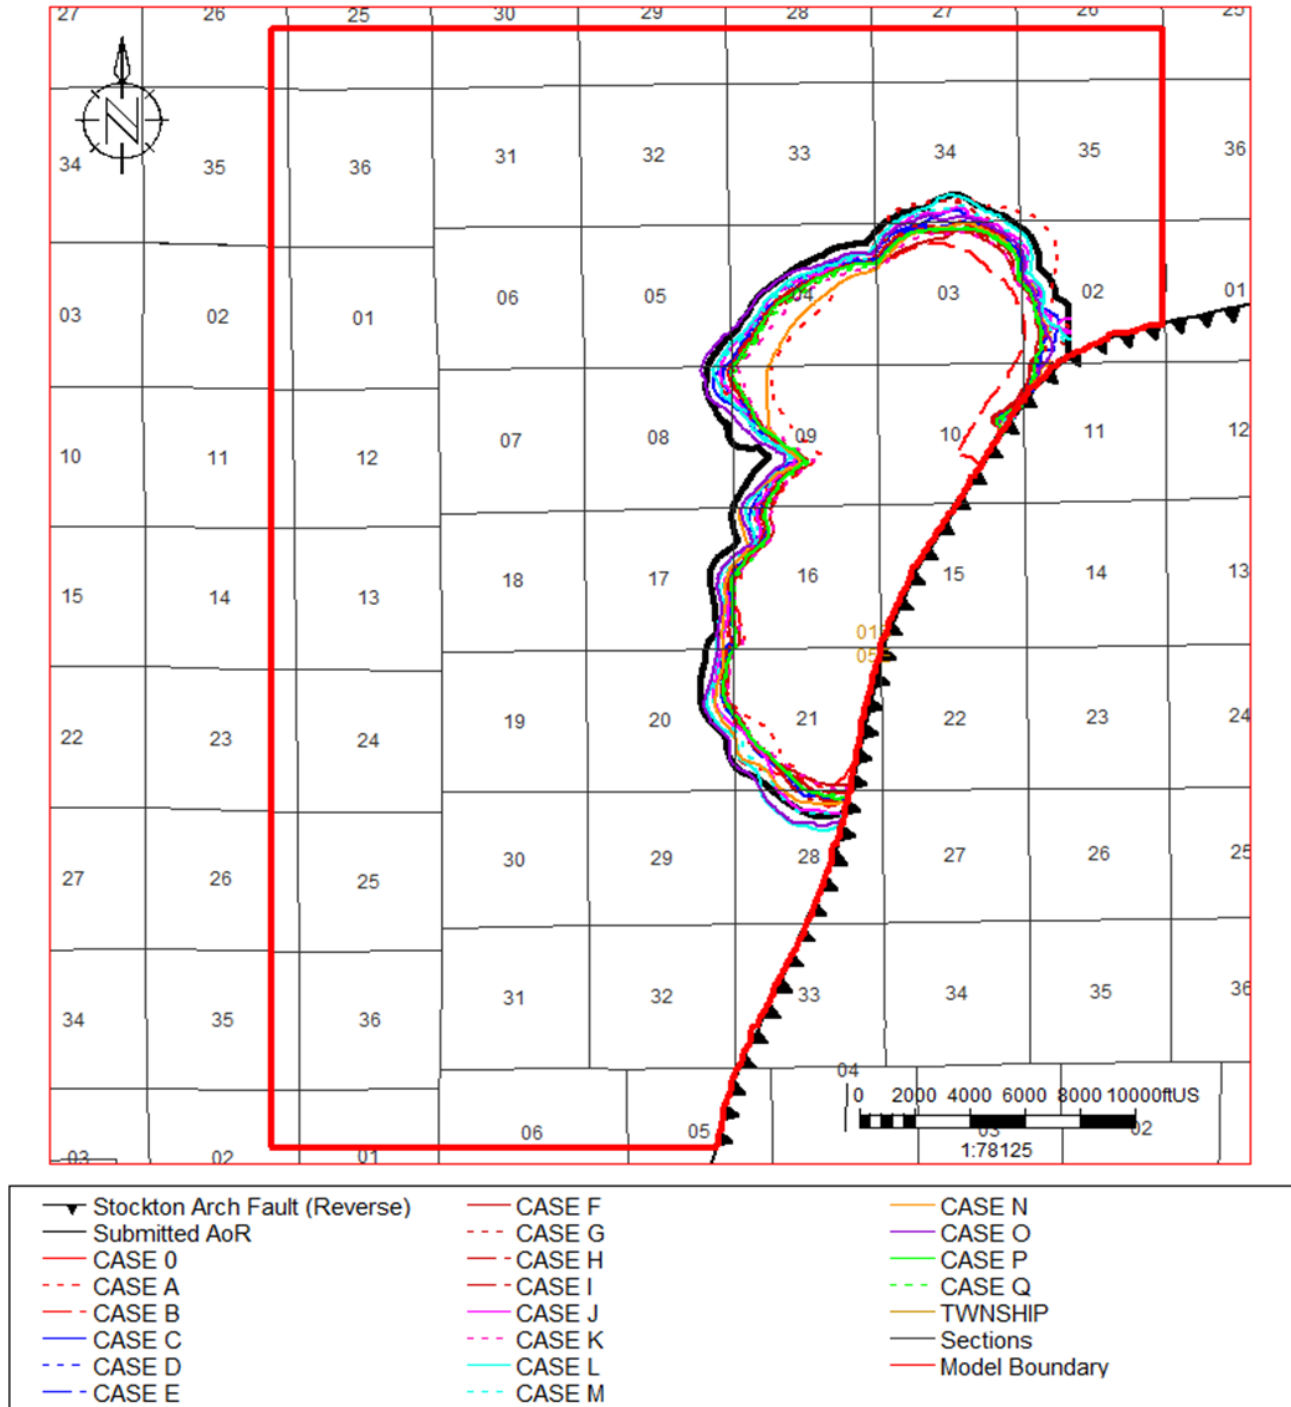 27 26 25 30 29 28 27 26 25
N
34 35 36 31 32 33 34 35 36
03 02 01 06 05 04 03 02 01
10 11 12 07 08 09 10 11 12
15 14 13 18 17 16 15 14 13
01
05
22 23 24 19 20 21 22 23 24
27 26 25 30 29 28 27 26 25
34 35 36 31 32 33 34 35 36
04
0 2000 4000 6000 8000 10000ftUS
03 02 01 06 05 03 02
1:78125
Stockton Arch Fault (Reverse)
Submitted AoR
CASE 0
CASE A
CASE B
CASE C
CASE D
CASE E
CASE F
CASE G
CASE H
CASE I
CASE J
CASE K
CASE L
CASE M
CASE N
CASE O
CASE P
CASE Q
TWNSHIP
Sections
Model Boundary